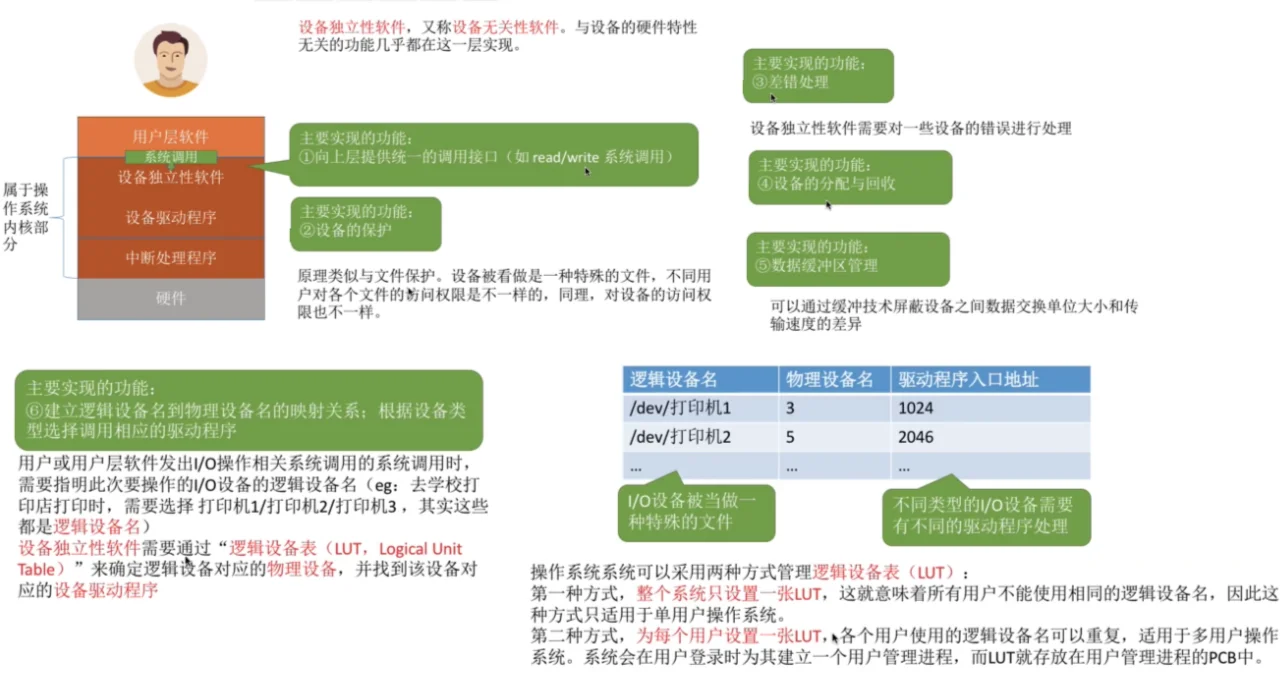 设备独立性软件，又称设备无关性软件。与设备的硬件特性
无关的功能几乎都在这一层实现。
用户层软件
系统调用
设备独立性软件
设备驱动程序
中断处理程序
硬件
属于操
作系统
内核部
分
主要实现的功能：
①向上层提供统一的调用接口（如 read/write 系统调用）
主要实现的功能：
②设备的保护
原理类似与文件保护。设备被看做是一种特殊的文件，不同用
户对各个文件的访问权限是不一样的，同理，对设备的访问权
限也不一样。
主要实现的功能：
③差错处理
设备独立性软件需要对一些设备的错误进行处理
主要实现的功能：
④设备的分配与回收
主要实现的功能：
⑤数据缓冲区管理
可以通过缓冲技术屏蔽设备之间数据交换单位大小和传
输速度的差异
主要实现的功能：
⑥建立逻辑设备名到物理设备名的映射关系；根据设备类
型选择调用相应的驱动程序
用户或用户层软件发出I/O操作相关系统调用的系统调用时，
需要指明此次要操作的I/O设备的逻辑设备名（eg：去学校打
印店打印时，需要选择 打印机1/打印机2/打印机3 ，其实这些
都是逻辑设备名）
设备独立性软件需要通过“逻辑设备表（LUT，Logical Unit
Table）”来确定逻辑设备对应的物理设备，并找到该设备对
应的设备驱动程序
逻辑设备名 物理设备名 驱动程序入口地址
/dev/打印机1 3 1024
/dev/打印机2 5 2046
... ... ...
I/O设备被当做一
种特殊的文件
不同类型的I/O设备需要
有不同的驱动程序处理
操作系统系统可以采用两种方式管理逻辑设备表（LUT）：
第一种方式，整个系统只设置一张LUT，这就意味着所有用户不能使用相同的逻辑设备名，因此这
种方式只适用于单用户操作系统。
第二种方式，为每个用户设置一张LUT，各个用户使用的逻辑设备名可以重复，适用于多用户操作
系统。系统会在用户登录时为其建立一个用户管理进程，而LUT就存放在用户管理进程的PCB中。